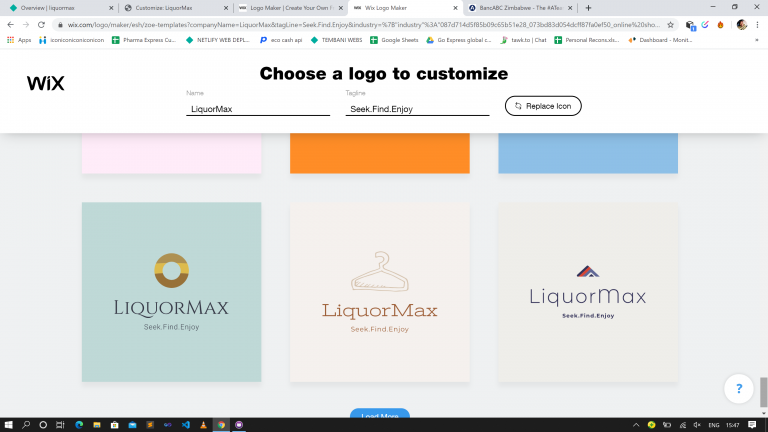 Overview | liquormas
Customize: LiquorMax
Logo Maker | Create Your Own
Wix Logo Maker
BancABC Zimbabwe - The #ATea
wix.com/logo/maker/esh/zoe-templates?companyName=LiquorMax&tagLine=Seek.Find.Enjoy&industry=%7B"industry"%3A"087d714d5f85b09c65b51e28_073bd83d054dcff87fa0ef50_online%20sho...
Apps
iconiconiconiconicon
Pharma Express Cu...
NETLIFY WEB DEPL...
eco cash api
TEMBANI WEBS
Google Sheets
Go Express global c...
tawk.to | Chat
Personal Recons.xls...
Dashboard - Monit...
WiX
Choose a logo to customize
Name
Tagline
LiquorMax
Seek.Find.Enjoy
Replace Icon
LiquorMax
Seek.Find.Enjoy
LiquorMax
Seek.Find.Enjoy
LiquorMax
Seek.Find.Enjoy
?
Load More
ENG
15:47